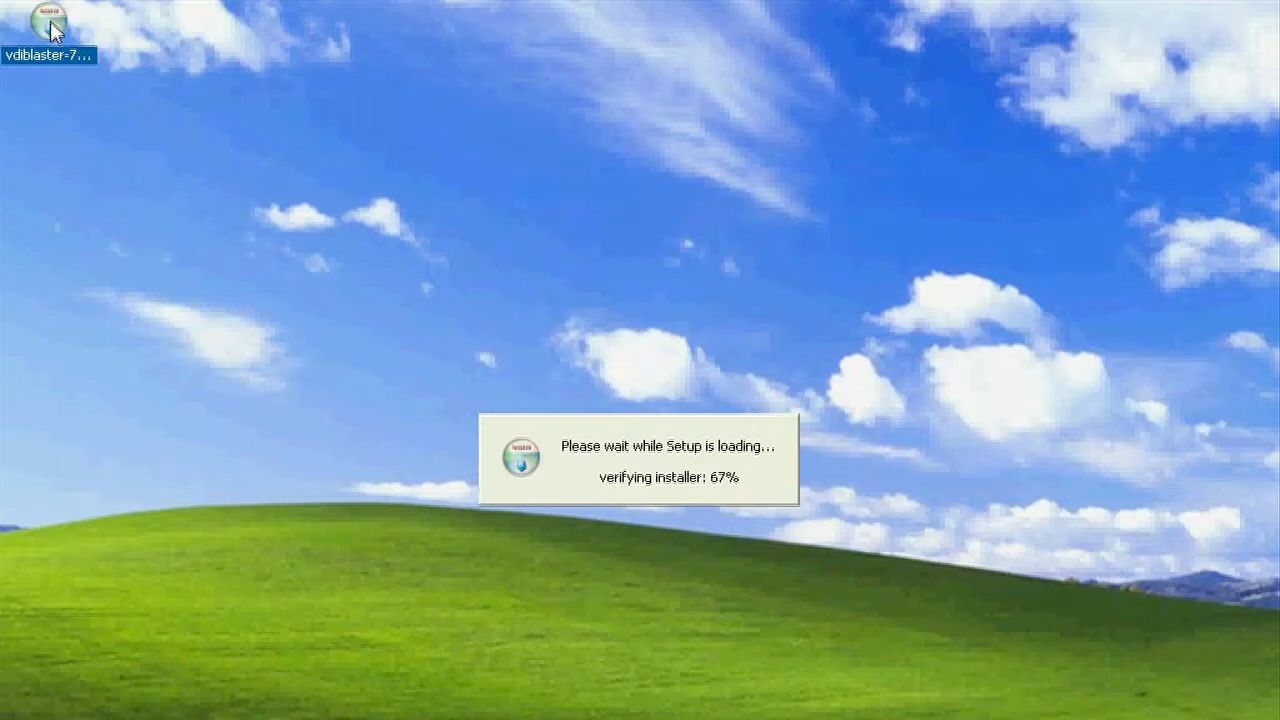 vdiblaster-7...
Please wait while Setup is loading...
verifying installer: 67%